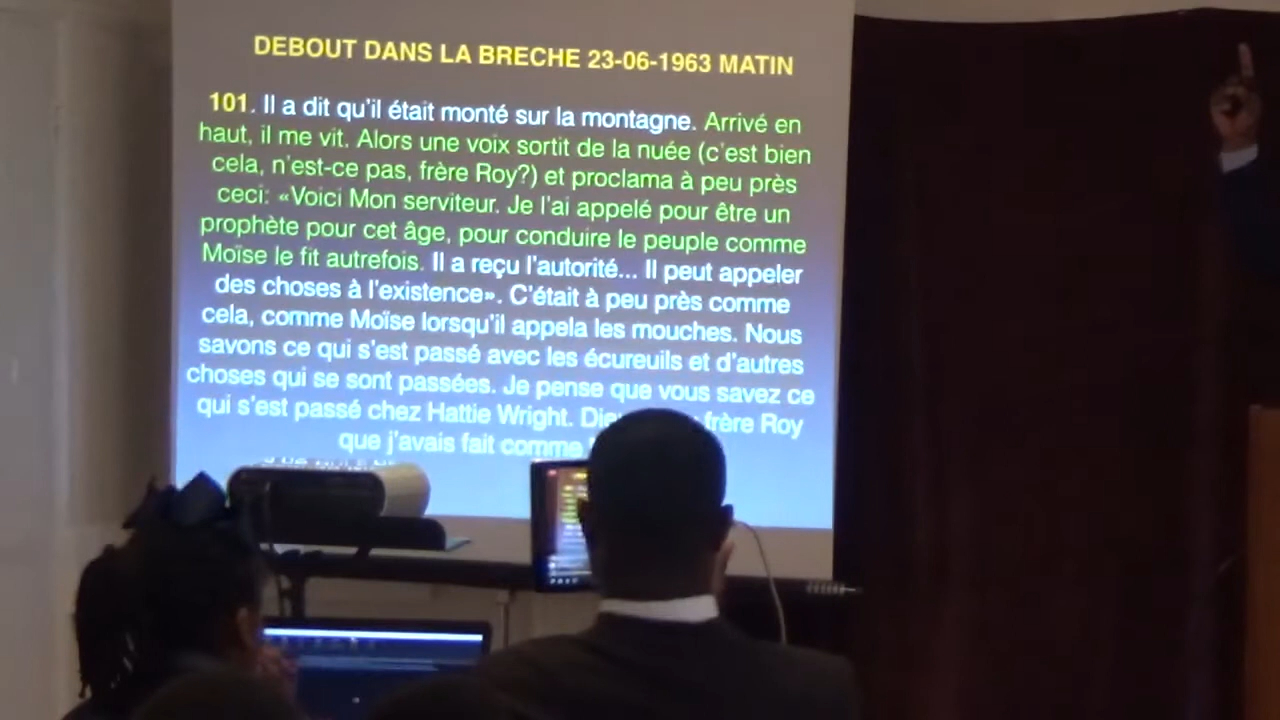 DEBOUT DANS LA BRECHE 23-06-1963 MATIN
101. Il a dit qu'il était monté sur la montagne. Arrivé en
haut, il me vit. Alors une voix sortit de la nuée (c'est bien
cela, n'est-ce pas, frère Roy?) et proclama à peu près
ceci: «Voici Mon serviteur. Je l'ai appelé pour être un
prophète pour cet âge, pour conduire le peuple comme
Moïse le fit autrefois. Il a reçu l'autorité... Il peut appeler
des choses à l'existence». C'était à peu près comme
cela, comme Moïse lorsqu'il appela les mouches. Nous
savons ce qui s'est passé avec les écureuils et d'autres
choses qui se sont passées. Je pense que vous savez ce
qui s'est passé chez Hattie Wright. frère Roy
que j'avais fait comme